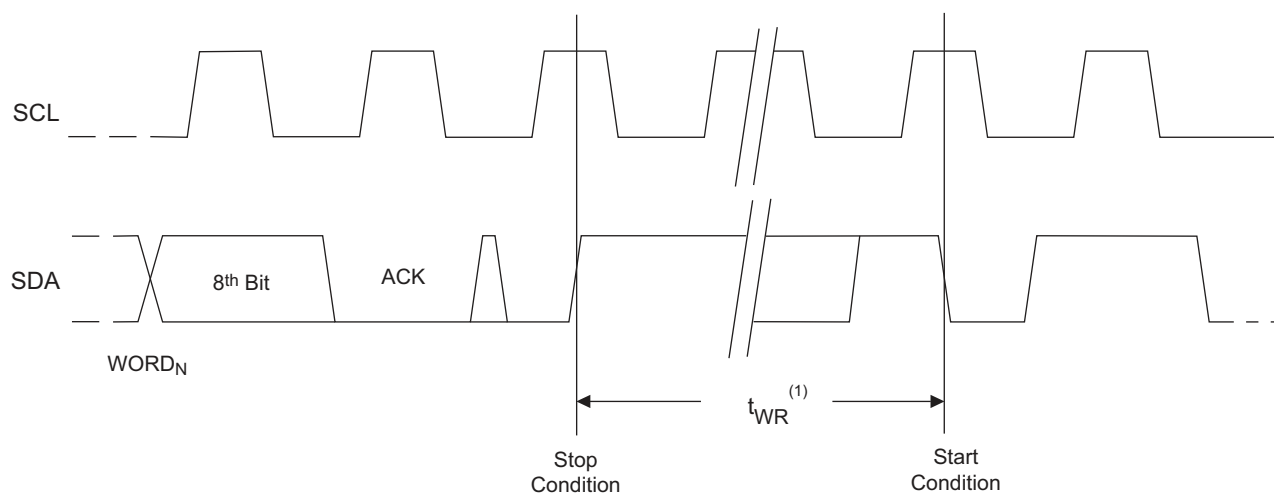 SCL
SDA
8th Bit
ACK
WORDN
tWR(1)
Stop
Condition
Start
Condition